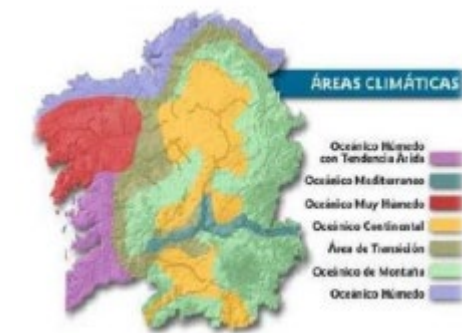 ÁREAS CLIMÁTICAS
Oceánico Húmedo
con Tendencia Árida
Oceánico Mediterraneo
Oceánico Muy Húmedo
Oceánico Continental
Área de Transición
Oceánico de Montaña
Oceánico Húmedo